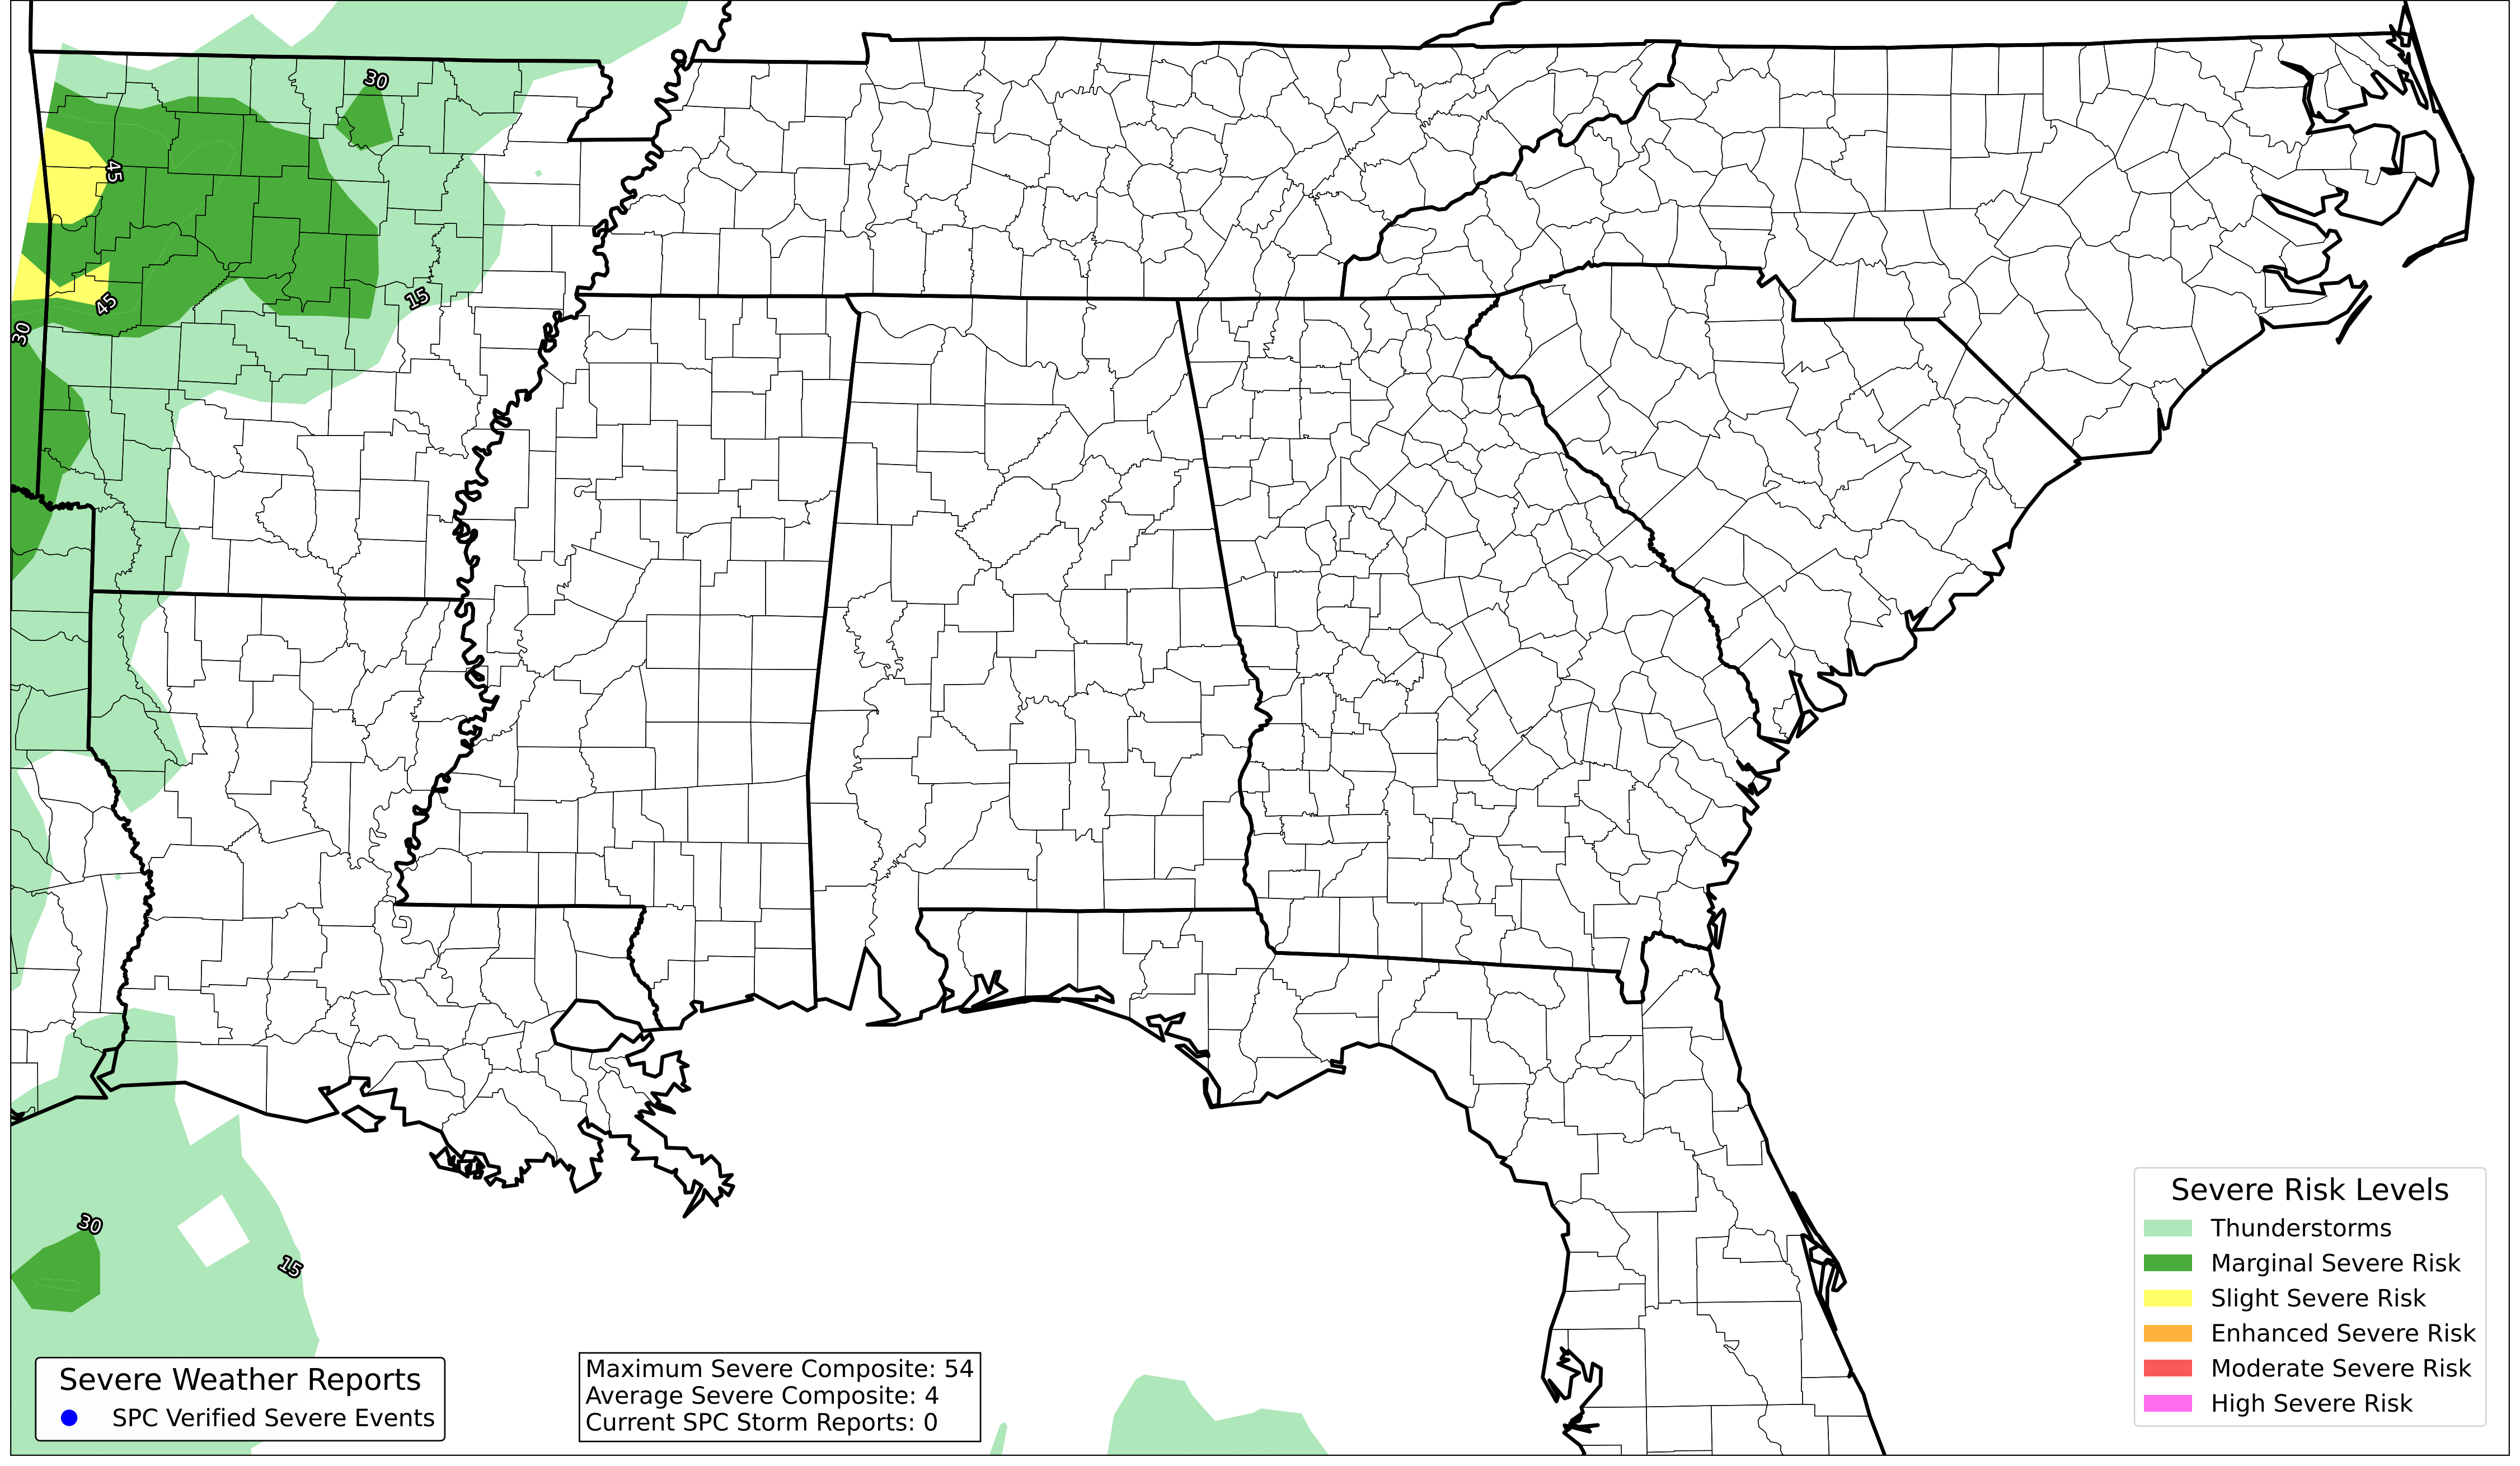 30
45
45
15
30
30
15
Severe Weather Reports
SPC Verified Severe Events
Maximum Severe Composite: 54
Average Severe Composite: 4
Current SPC Storm Reports: 0
Severe Risk Levels
Thunderstorms
Marginal Severe Risk
Slight Severe Risk
Enhanced Severe Risk
Moderate Severe Risk
High Severe Risk